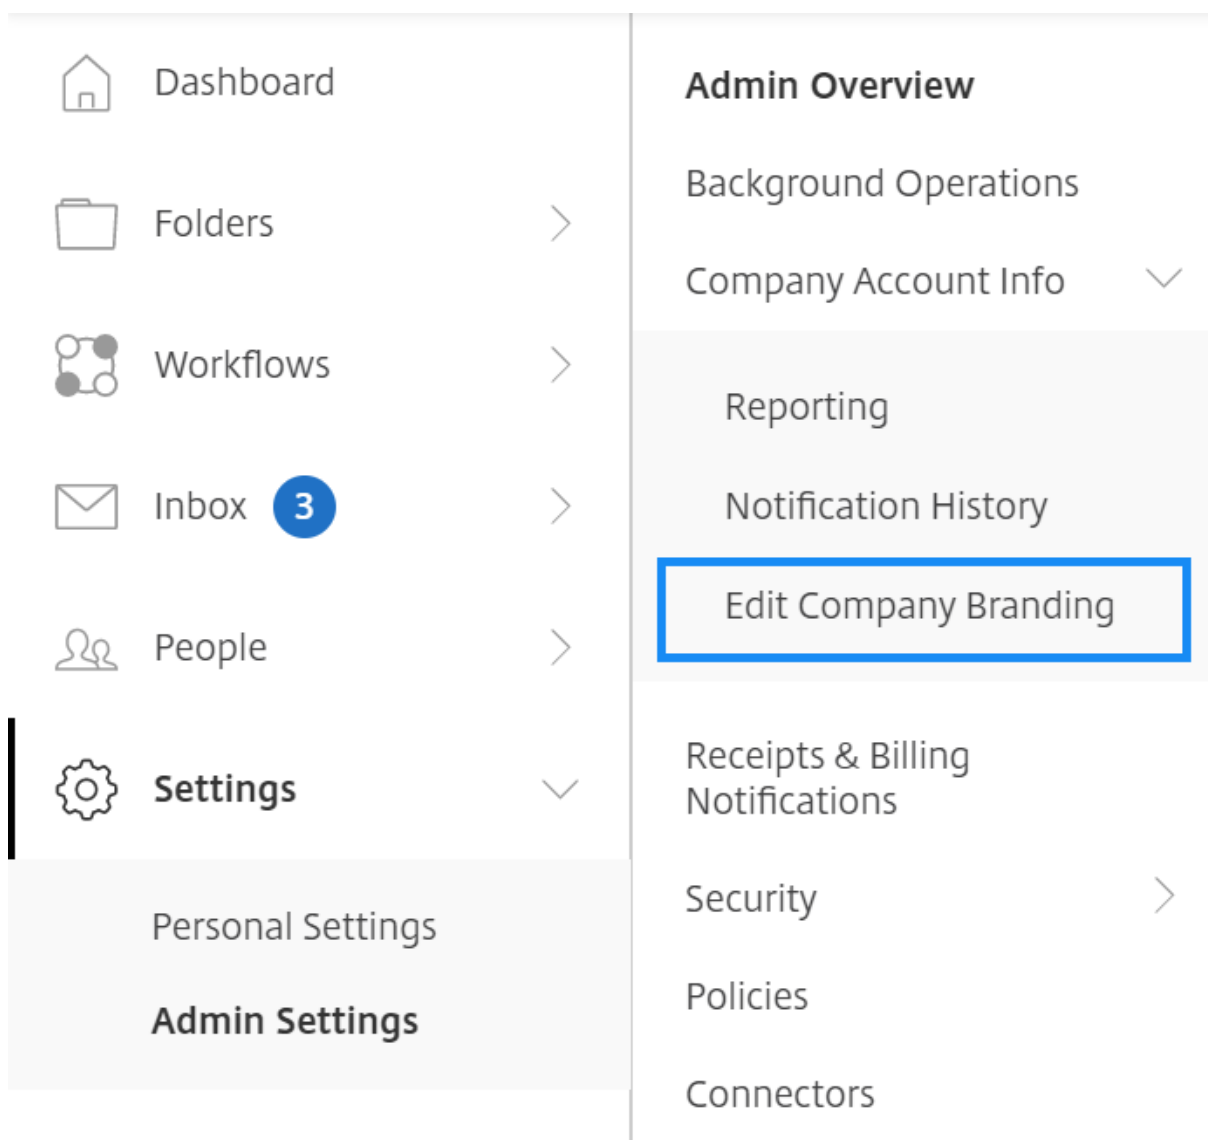 Dashboard
Folders
Workflows
Inbox 3
People
Settings
Personal Settings
Admin Settings
Admin Overview
Background Operations
Company Account Info
Reporting
Notification History
Edit Company Branding
Receipts & Billing
Notifications
Security
Policies
Connectors